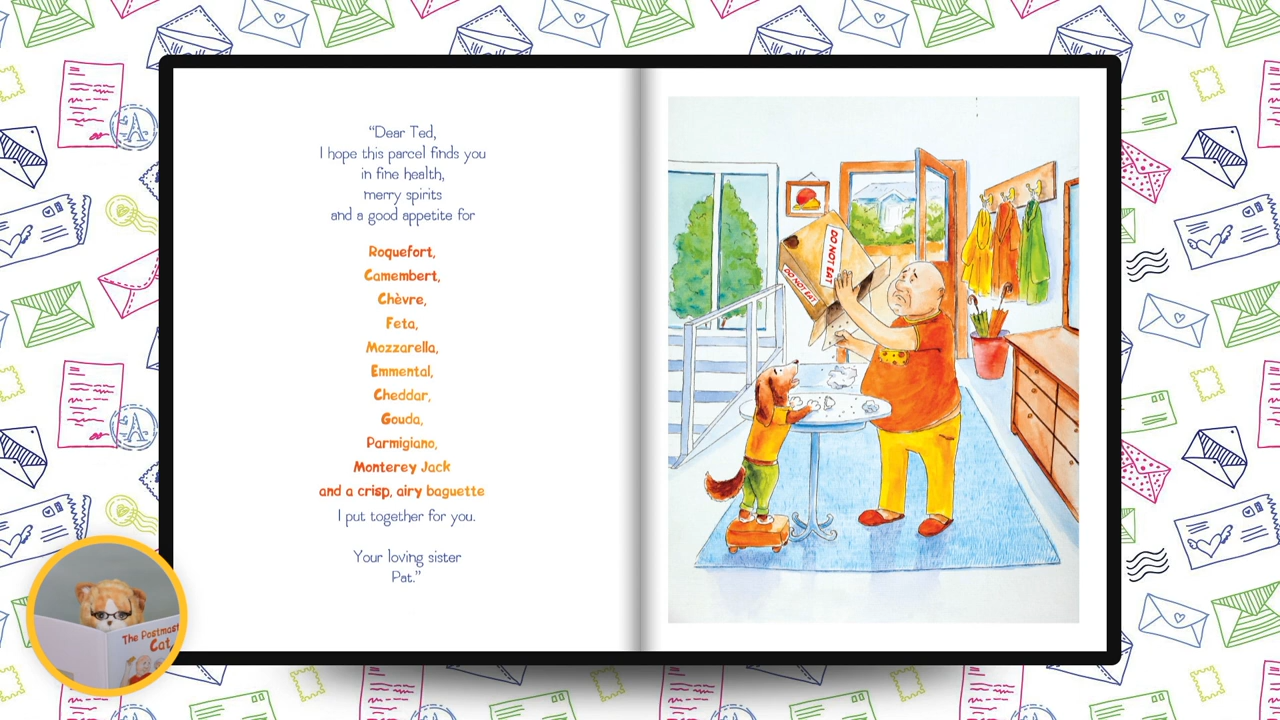 “Dear Ted,
I hope this parcel finds you
in fine health,
merry spirits
and a good appetite for
Roquefort,
Camembert,
Chèvre,
Feta,
Mozzarella,
Emmental,
Cheddar,
Gouda,
Parmigiano,
Monterey Jack
and a crisp, airy baguette
I put together for you.
Your loving sister
Pat.”
DO NOT EAT
DO NOT EAT
The Postmast
Cat